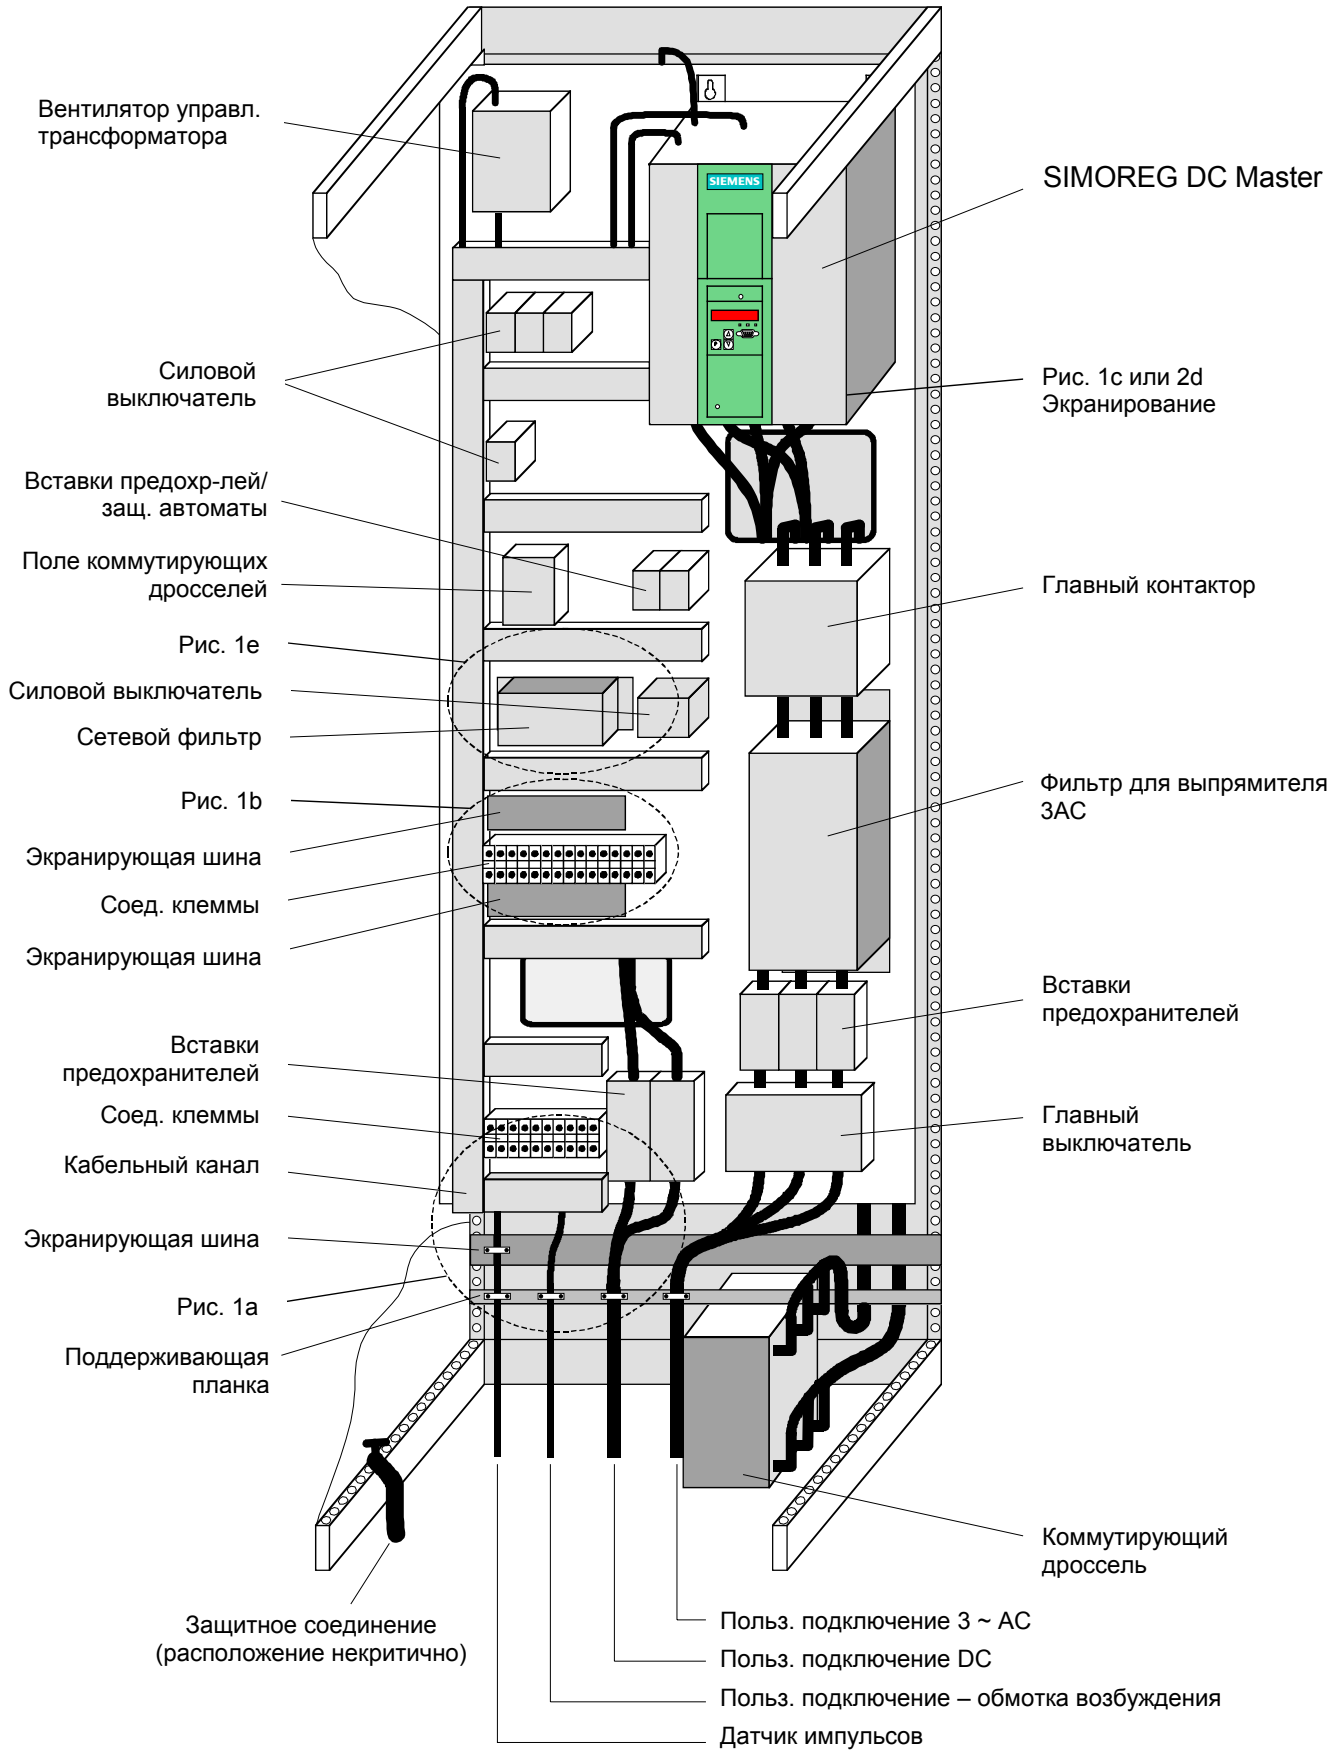 Вентилятор управл.
трансформатора
SIEMENS
SIMOREG DC Master
Силовой
выключатель
Рис. 1c или 2d
Экранирование
Вставки предохр-лей/
защ. автоматы
Поле коммутирующих
дросселей
Главный контактор
Рис. 1e
Силовой выключатель
Сетевой фильтр
Рис. 1b
Фильтр для выпрямителя
3AC
Экранирующая шина
Соед. клеммы
Экранирующая шина
Вставки
предохранителей
Вставки
предохранителей
Соед. клеммы
Главный
выключатель
Кабельный канал
Экранирующая шина
Рис. 1a
Поддерживающая
планка
Коммутирующий
дроссель
Защитное соединение
(расположение некритично)
Польз. подключение 3 ~ AC
Польз. подключение DC
Польз. подключение – обмотка возбуждения
Датчик импульсов